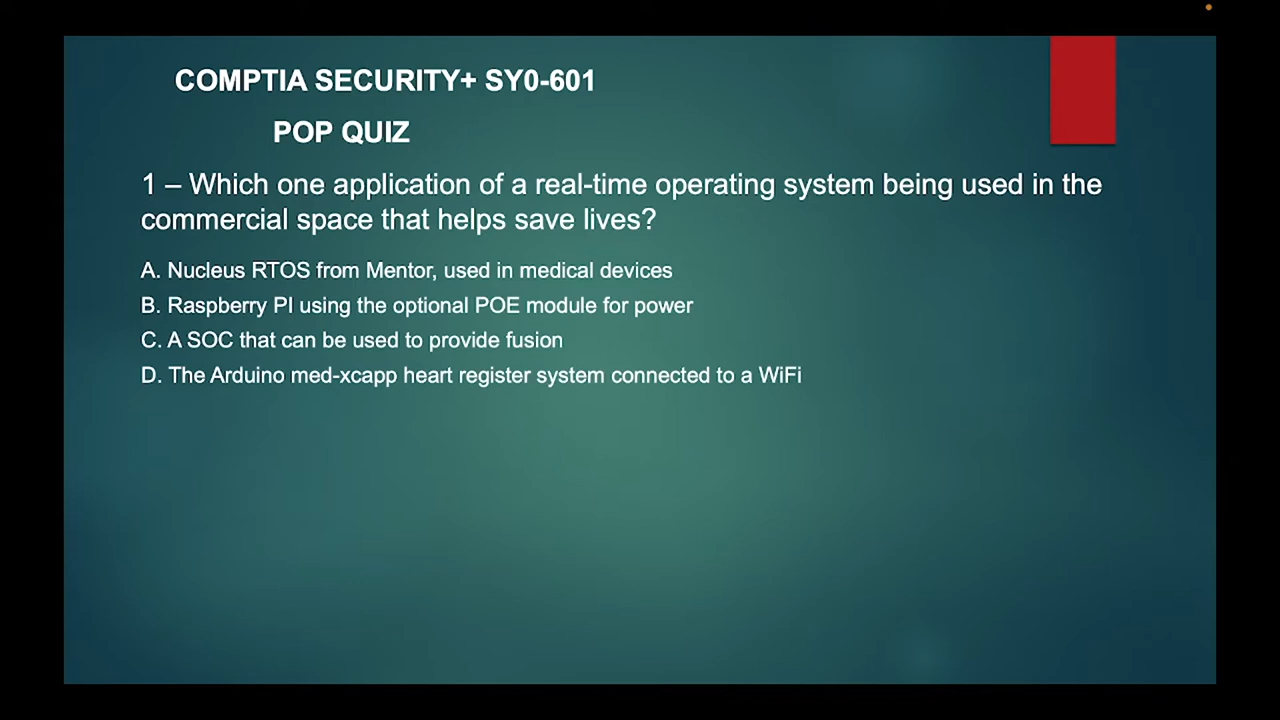 COMPTIA SECURITY+ SY0-601
POP QUIZ
1 – Which one application of a real-time operating system being used in the
commercial space that helps save lives?
A. Nucleus RTOS from Mentor, used in medical devices
B. Raspberry PI using the optional POE module for power
C. A SOC that can be used to provide fusion
D. The Arduino med-xcapp heart register system connected to a WiFi